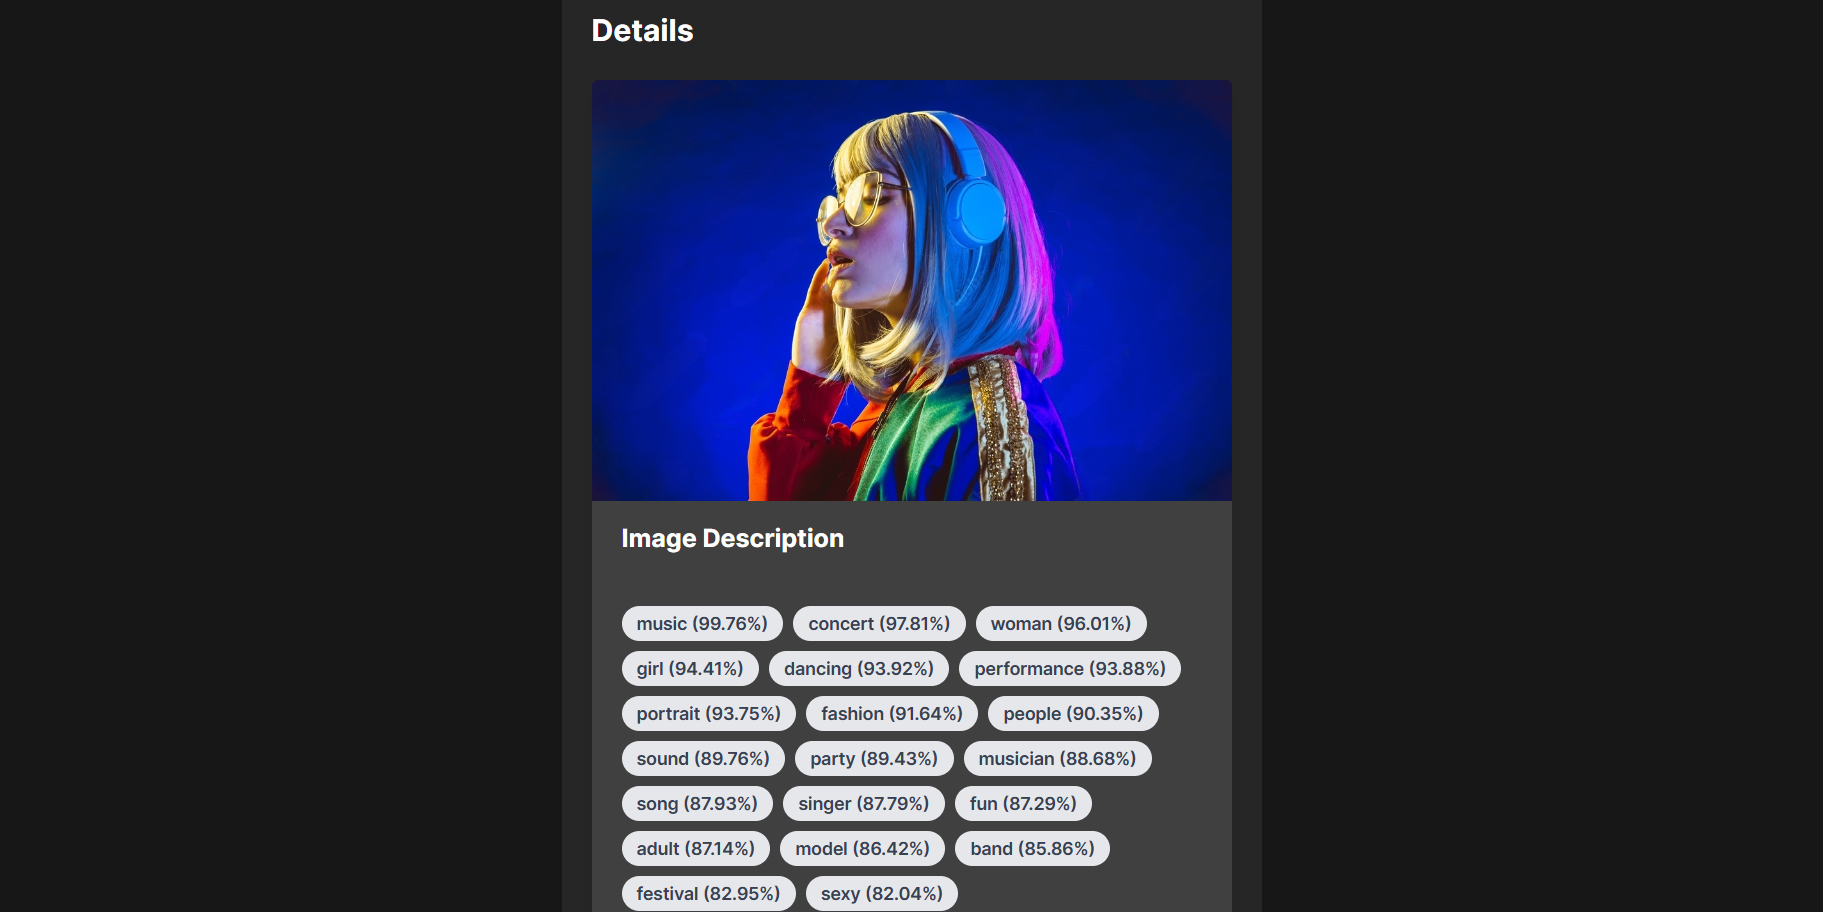 Details
Image Description
music (99.76%) concert (97.81%) woman (96.01%)
girl (94.41%) dancing (93.92%) performance (93.88%)
portrait (93.75%) fashion (91.64%) people (90.35%)
sound (89.76%) party (89.43%) musician (88.68%)
song (87.93%) singer (87.79%) fun (87.29%)
adult (87.14%) model (86.42%) band (85.86%)
festival (82.95%) sexy (82.04%)